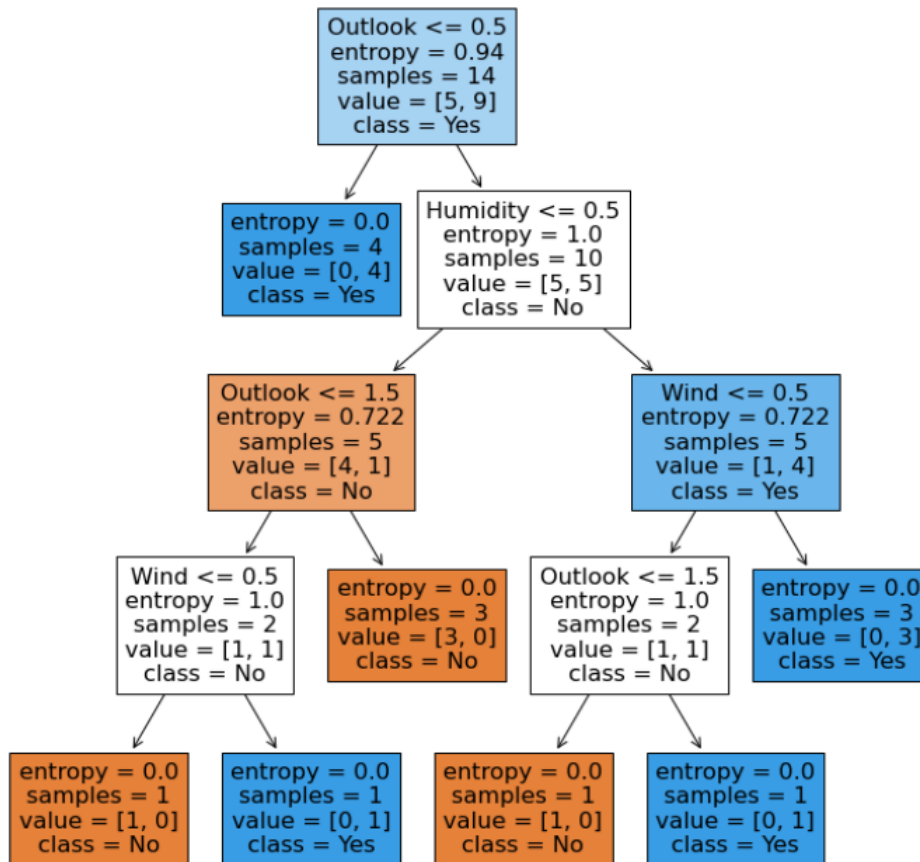 Outlook <= 0.5
entropy = 0.94
samples = 14
value = [5, 9]
class = Yes
entropy = 0.0
samples = 4
value = [0, 4]
class = Yes
Humidity <= 0.5
entropy = 1.0
samples = 10
value = [5, 5]
class = No
Outlook <= 1.5
entropy = 0.722
samples = 5
value = [4, 1]
class = No
Wind <= 0.5
entropy = 0.722
samples = 5
value = [1, 4]
class = Yes
Wind <= 0.5
entropy = 1.0
samples = 2
value = [1, 1]
class = No
entropy = 0.0
samples = 3
value = [3, 0]
class = No
Outlook <= 1.5
entropy = 1.0
samples = 2
value = [1, 1]
class = No
entropy = 0.0
samples = 3
value = [0, 3]
class = Yes
entropy = 0.0
samples = 1
value = [1, 0]
class = No
entropy = 0.0
samples = 1
value = [0, 1]
class = Yes
entropy = 0.0
samples = 1
value = [1, 0]
class = No
entropy = 0.0
samples = 1
value = [0, 1]
class = Yes